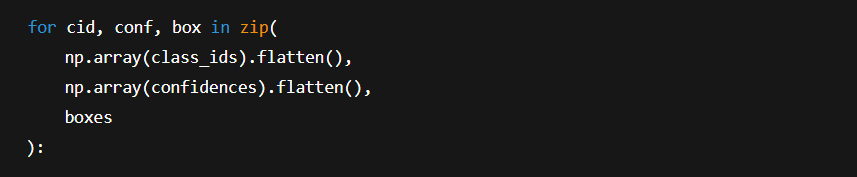 for cid, conf, box in zip(
    np.array(class_ids).flatten(),
    np.array(confidences).flatten(),
    boxes
):